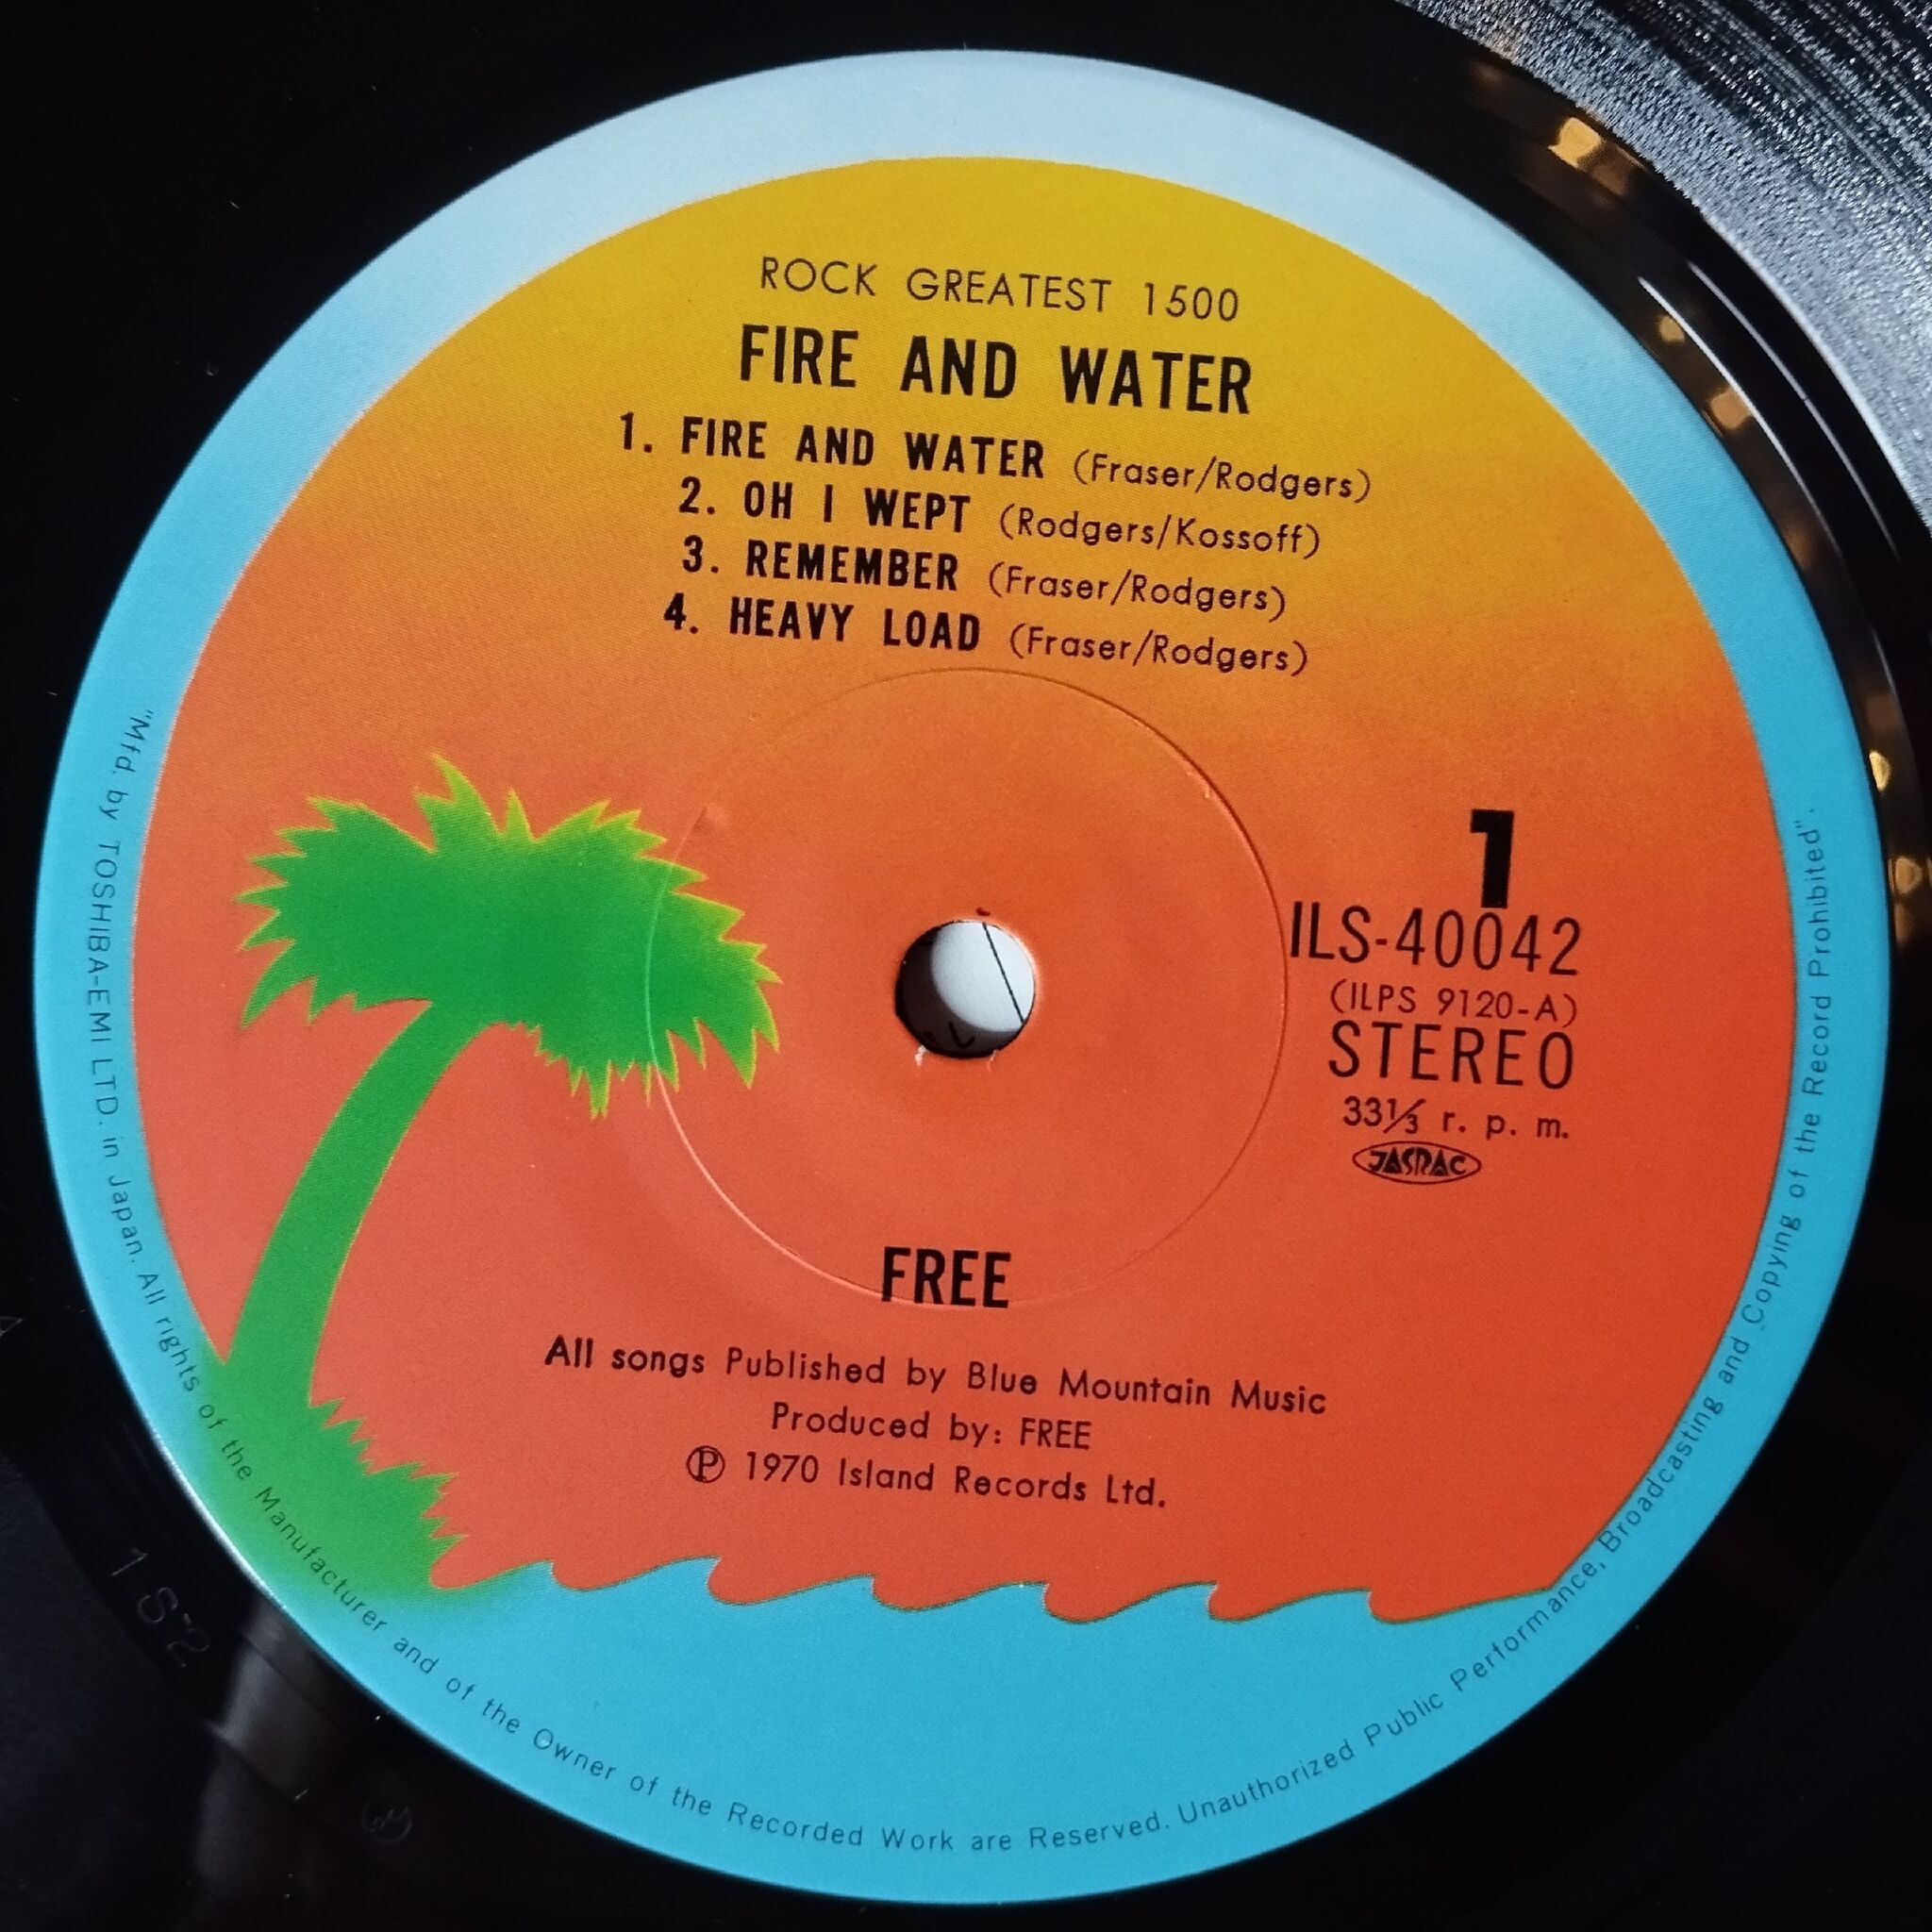 ROCK GREATEST 1500
FIRE AND WATER
1. FIRE AND WATER (Fraser/Rodgers)
2. OH I WEPT (Rodgers/Kossoff)
3. REMEMBER (Fraser/Rodgers)
4. HEAVY LOAD (Fraser/Rodgers)
1
ILS-40042
(ILPS 9120-A)
STEREO
33⅓ r. p. m.
JASRAC
FREE
All songs Published by Blue Mountain Music
Produced by: FREE
Ⓟ 1970 Island Records Ltd.
"Mfd. by TOSHIBA-EMI LTD. in Japan. All rights of the Manufacturer and of the Owner of the Recorded Work are Reserved. Unauthorized Public Performance, Broadcasting and Copying of the Record Prohibited".
1S2